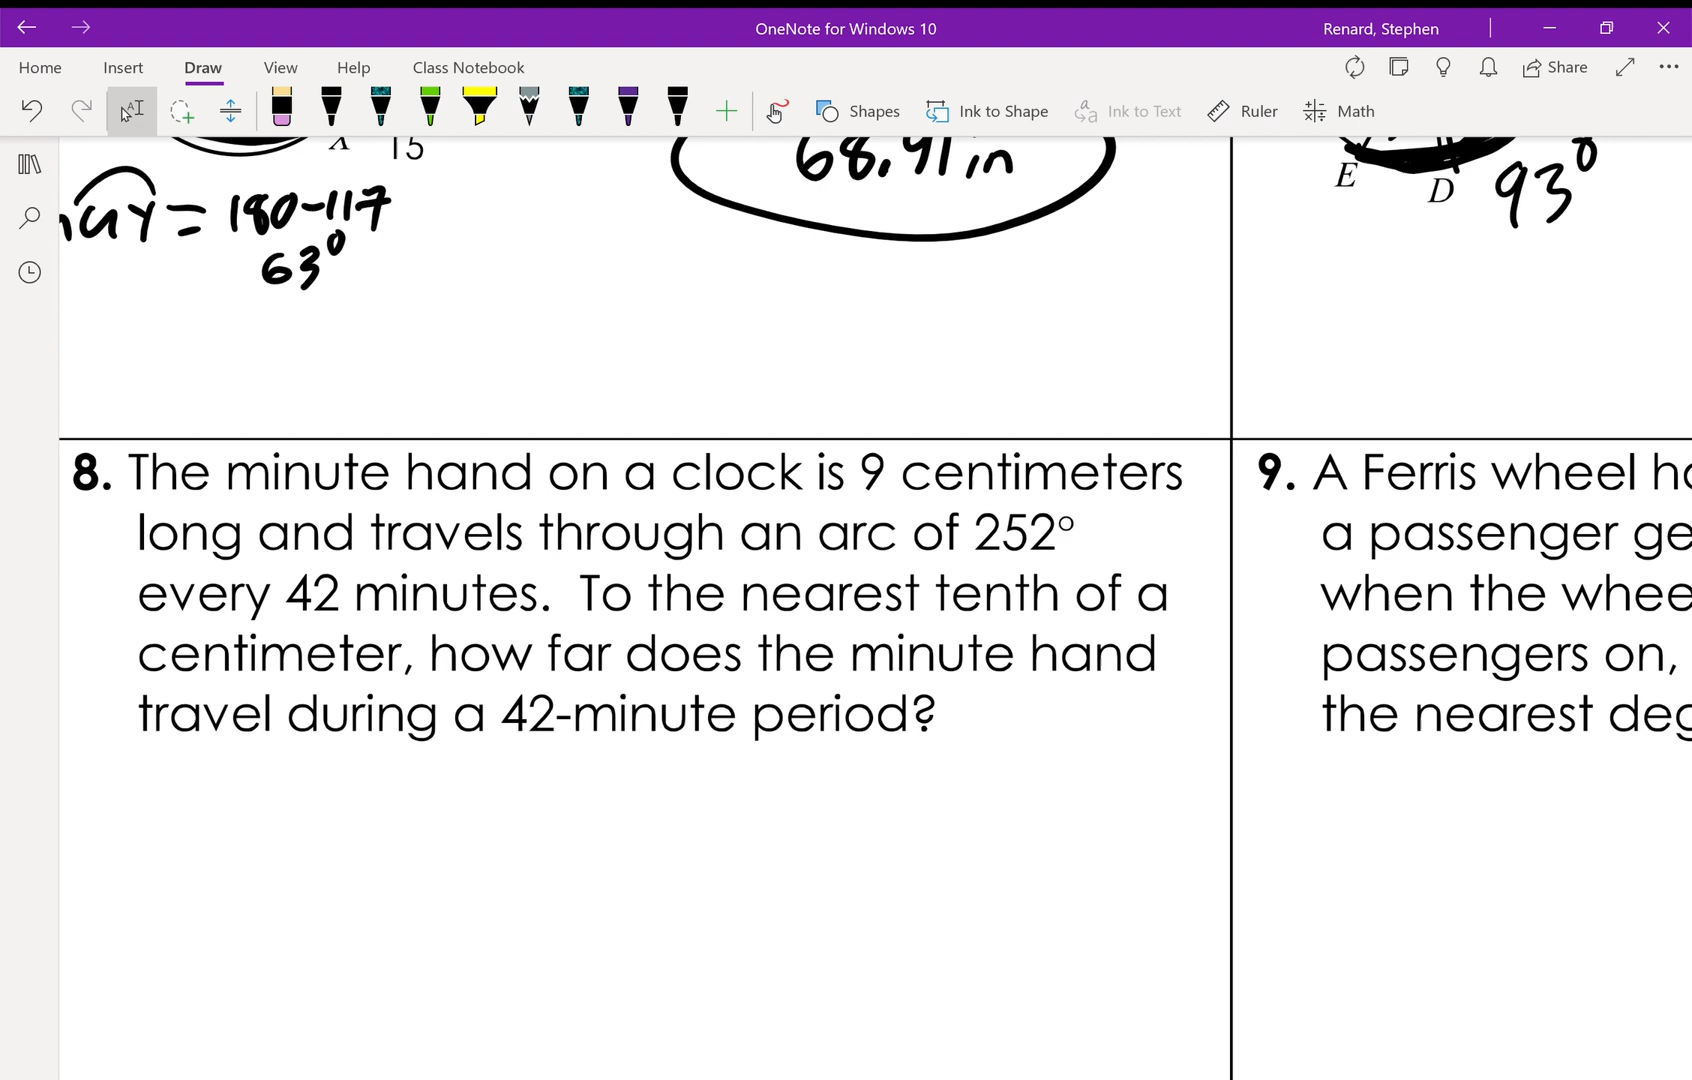 OneNote for Windows 10
Renard, Stephen
Home Insert Draw View Help Class Notebook
Share
Shapes Ink to Shape Ink to Text Ruler Math
X 15
68.91 in
E D 93°
= 180-117
63°
8. The minute hand on a clock is 9 centimeters
long and travels through an arc of 252°
every 42 minutes. To the nearest tenth of a
centimeter, how far does the minute hand
travel during a 42-minute period?
9. A Ferris wheel ha
a passenger ge
when the whee
passengers on,
the nearest deg